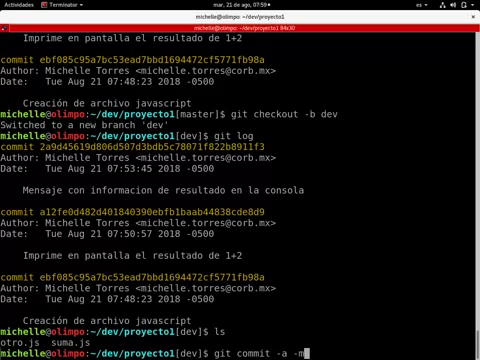 Actividades Terminator mar, 21 de ago, 07:59 es
michelle@olimpo:~/dev/proyecto1
michelle@olimpo:~/dev/proyecto1 84x30
Imprime en pantalla el resultado de 1+2
commit ebf085c95a7bc53ead7bbd1694472cf5771fb98a
Author: Michelle Torres <michelle.torres@corb.mx>
Date: Tue Aug 21 07:48:23 2018 -0500
Creación de archivo javascript
michelle@olimpo:~/dev/proyecto1[master]$ git checkout -b dev
Switched to a new branch 'dev'
michelle@olimpo:~/dev/proyecto1[dev]$ git log
commit 2a9d45619d806d507d3bdb5c78071f822b8911f3
Author: Michelle Torres <michelle.torres@corb.mx>
Date: Tue Aug 21 07:53:45 2018 -0500
Mensaje con informacion de resultado en la consola
commit a12fe0d482d401840390ebfb1baab44838cde8d9
Author: Michelle Torres <michelle.torres@corb.mx>
Date: Tue Aug 21 07:50:57 2018 -0500
Imprime en pantalla el resultado de 1+2
commit ebf085c95a7bc53ead7bbd1694472cf5771fb98a
Author: Michelle Torres <michelle.torres@corb.mx>
Date: Tue Aug 21 07:48:23 2018 -0500
Creación de archivo javascript
michelle@olimpo:~/dev/proyecto1[dev]$ ls
otro.js suma.js
michelle@olimpo:~/dev/proyecto1[dev]$ git commit -a -m